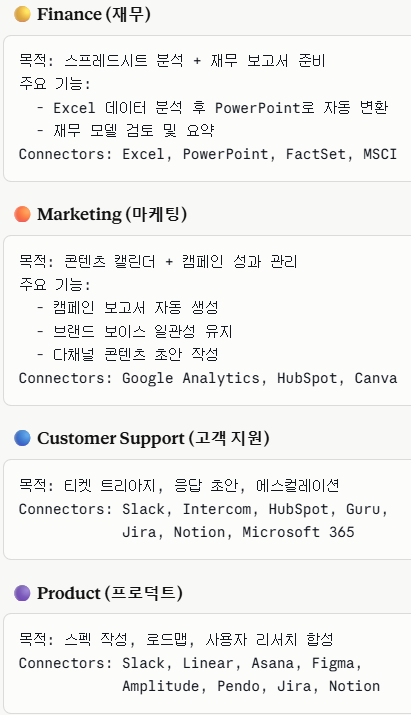 Finance (재무)
목적: 스프레드시트 분석 + 재무 보고서 준비
주요 기능:
- Excel 데이터 분석 후 PowerPoint로 자동 변환
- 재무 모델 검토 및 요약
Connectors: Excel, PowerPoint, FactSet, MSCI
Marketing (마케팅)
목적: 콘텐츠 캘린더 + 캠페인 성과 관리
주요 기능:
- 캠페인 보고서 자동 생성
- 브랜드 보이스 일관성 유지
- 다채널 콘텐츠 초안 작성
Connectors: Google Analytics, HubSpot, Canva
Customer Support (고객 지원)
목적: 티켓 트리아지, 응답 초안, 에스컬레이션
Connectors: Slack, Intercom, HubSpot, Guru,
Jira, Notion, Microsoft 365
Product (프로덕트)
목적: 스펙 작성, 로드맵, 사용자 리서치 합성
Connectors: Slack, Linear, Asana, Figma,
Amplitude, Pendo, Jira, Notion